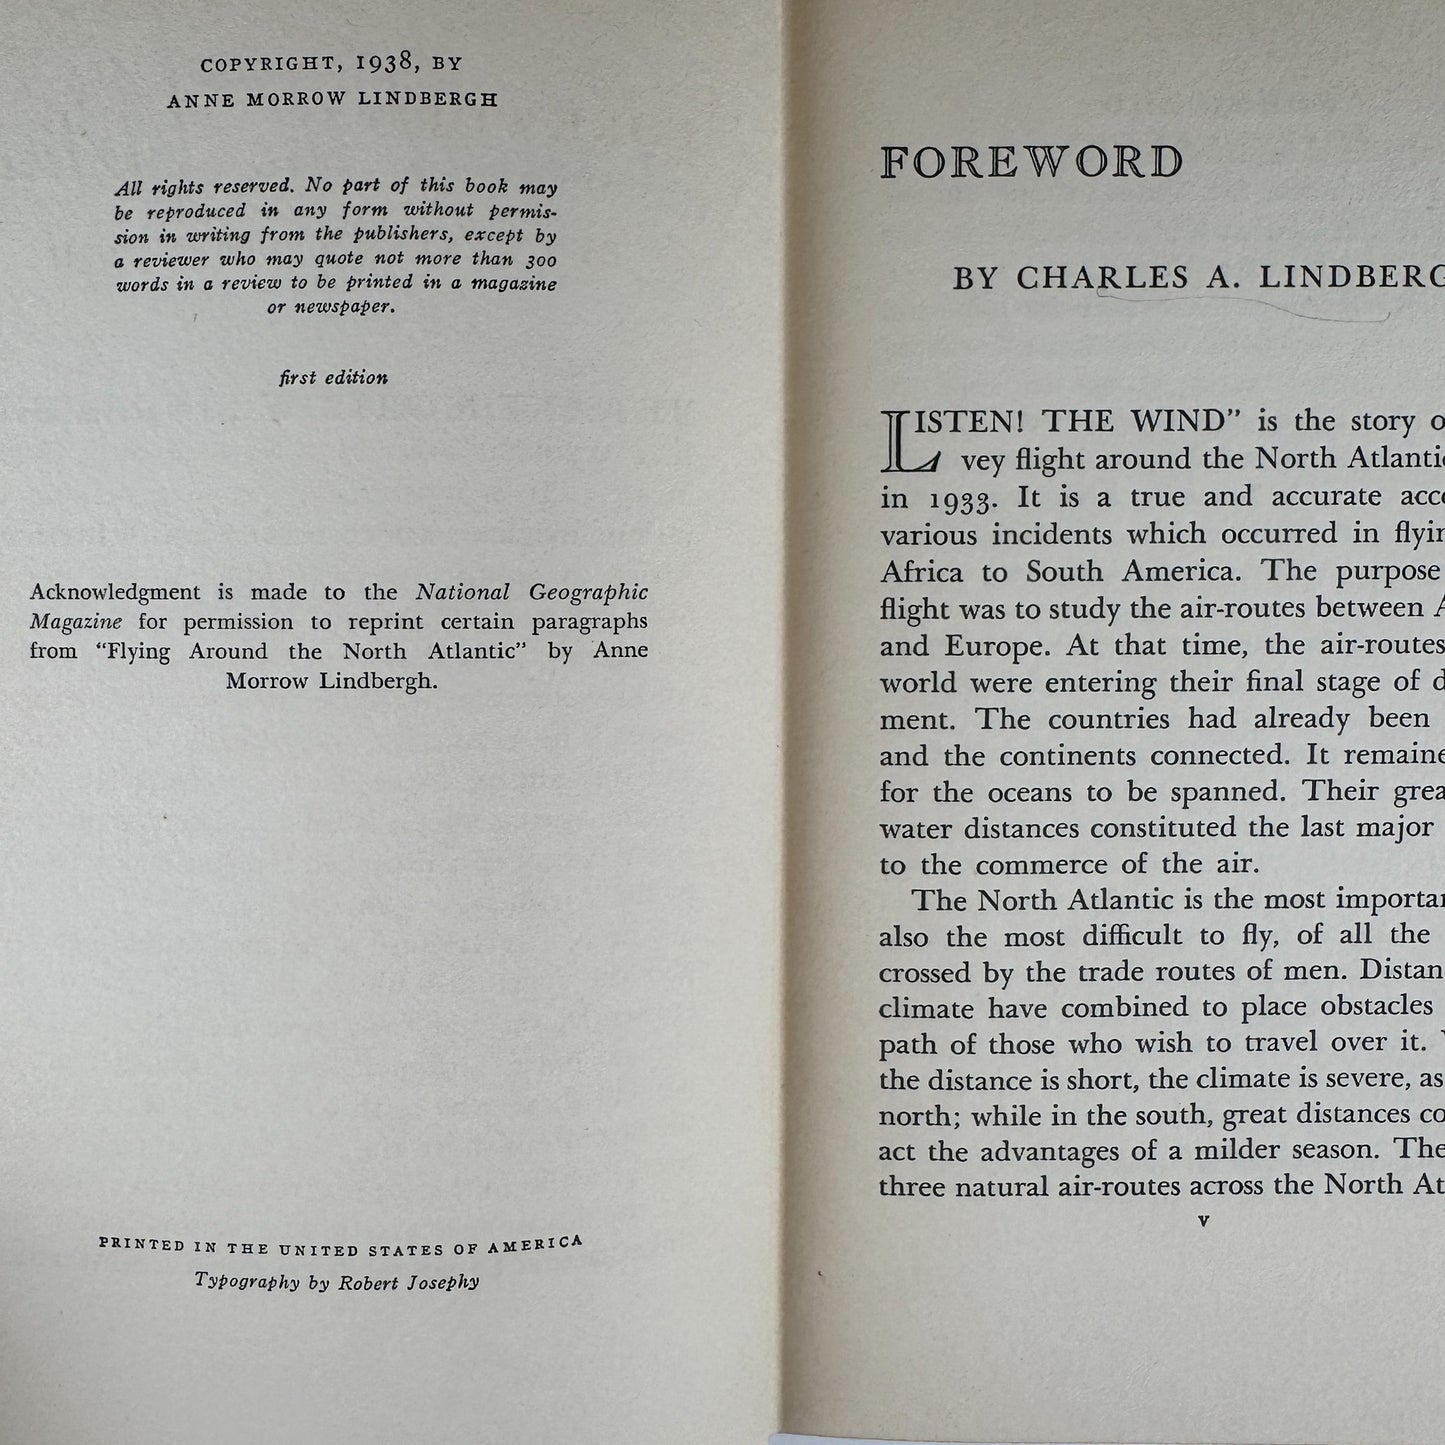 COPYRIGHT, 1938, BY
ANNE MORROW LINDBERGH
All rights reserved. No part of this book may
be reproduced in any form without permis-
sion in writing from the publishers, except by
a reviewer who may quote not more than 300
words in a review to be printed in a magazine
or newspaper.
first edition
Acknowledgment is made to the National Geographic
Magazine for permission to reprint certain paragraphs
from “Flying Around the North Atlantic” by Anne
Morrow Lindbergh.
PRINTED IN THE UNITED STATES OF AMERICA
Typography by Robert Josephy
FOREWORD
BY CHARLES A. LINDBERG
LISTEN! THE WIND” is the story o
vey flight around the North Atlantic
in 1933. It is a true and accurate acco
various incidents which occurred in flyin
Africa to South America. The purpose
flight was to study the air-routes between A
and Europe. At that time, the air-routes
world were entering their final stage of d
ment. The countries had already been
and the continents connected. It remaine
for the oceans to be spanned. Their grea
water distances constituted the last major
to the commerce of the air.
The North Atlantic is the most importan
also the most difficult to fly, of all the
crossed by the trade routes of men. Distan
climate have combined to place obstacles
path of those who wish to travel over it.
the distance is short, the climate is severe, as
north; while in the south, great distances co
act the advantages of a milder season. The
three natural air-routes across the North At
v